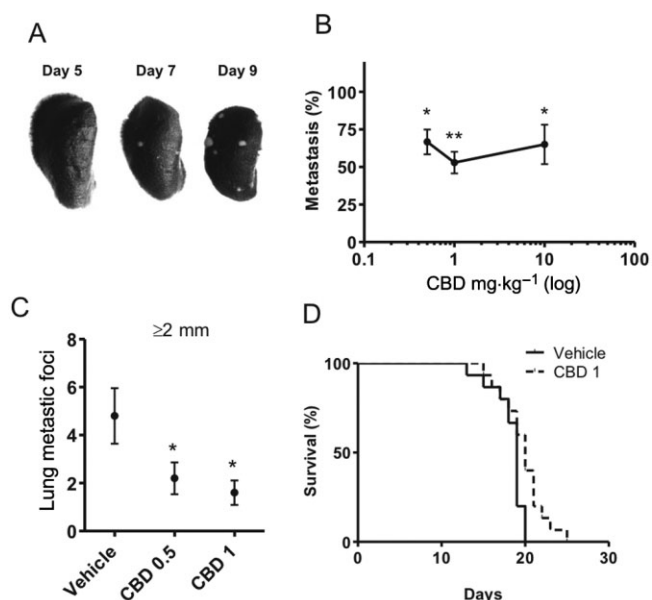 A
Day 5 Day 7 Day 9
B
Metastasis (%)
100
75
50
25
0
* ** *
0.1 1 10 100
CBD mg·kg⁻¹ (log)
C
≥2 mm
Lung metastic foci
8
6
4
2
0
* *
Vehicle CBD 0.5 CBD 1
D
Vehicle
CBD 1
Survival (%)
100
50
0
0 10 20 30
Days